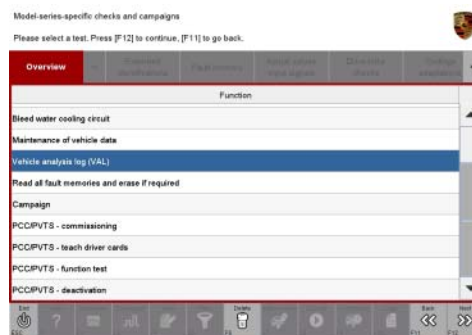 Model-series-specific checks and campaigns
Please select a test. Press [F12] to continue, [F11] to go back.
Overview
Function
Bleed water cooling circuit
Maintenance of vehicle data
Vehicle analysis log (VAL)
Read all fault memories and erase if required
Campaign
PCC/PVTS - commissioning
PCC/PVTS - teach driver cards
PCC/PVTS - function test
PCC/PVTS - deactivation
Delete
Back
ESC
F8
F11